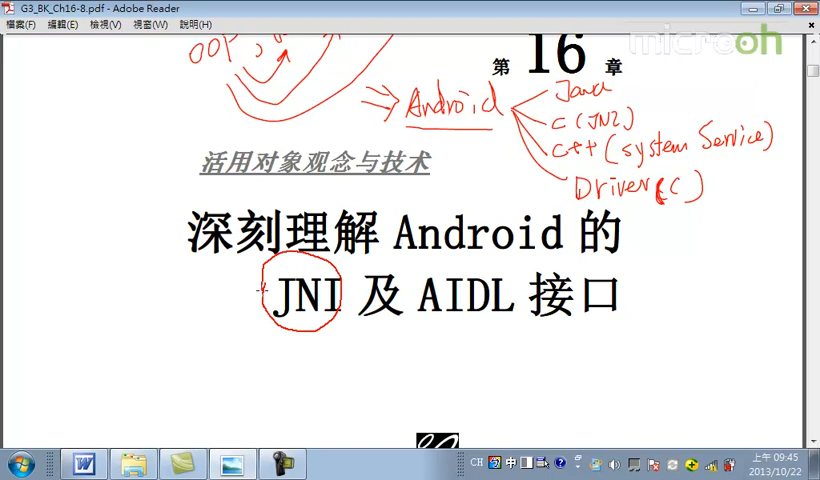 G3_BK_Ch16-8.pdf - Adobe Reader
檔案(F) 編輯(E) 檢視(V) 視窗(W) 說明(H)
microoh
OOP,
第 16 章
Android
Java
C (JNI)
C++ (system Service)
Driver (C)
活用对象观念与技术
深刻理解 Android 的
JNI 及 AIDL 接口
CH 中
上午 09:45
2013/10/22